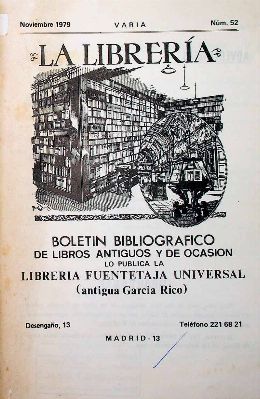 Noviembre 1979 VARIA Núm. 52
LA LIBRERÍA
BOLETIN BIBLIOGRAFICO
DE LIBROS ANTIGUOS Y DE OCASION
LO PUBLICA LA
LIBRERIA FUENTETAJA UNIVERSAL
(antigua García Rico)
Desengaño, 13 Teléfono 221 68 21
MADRID-13